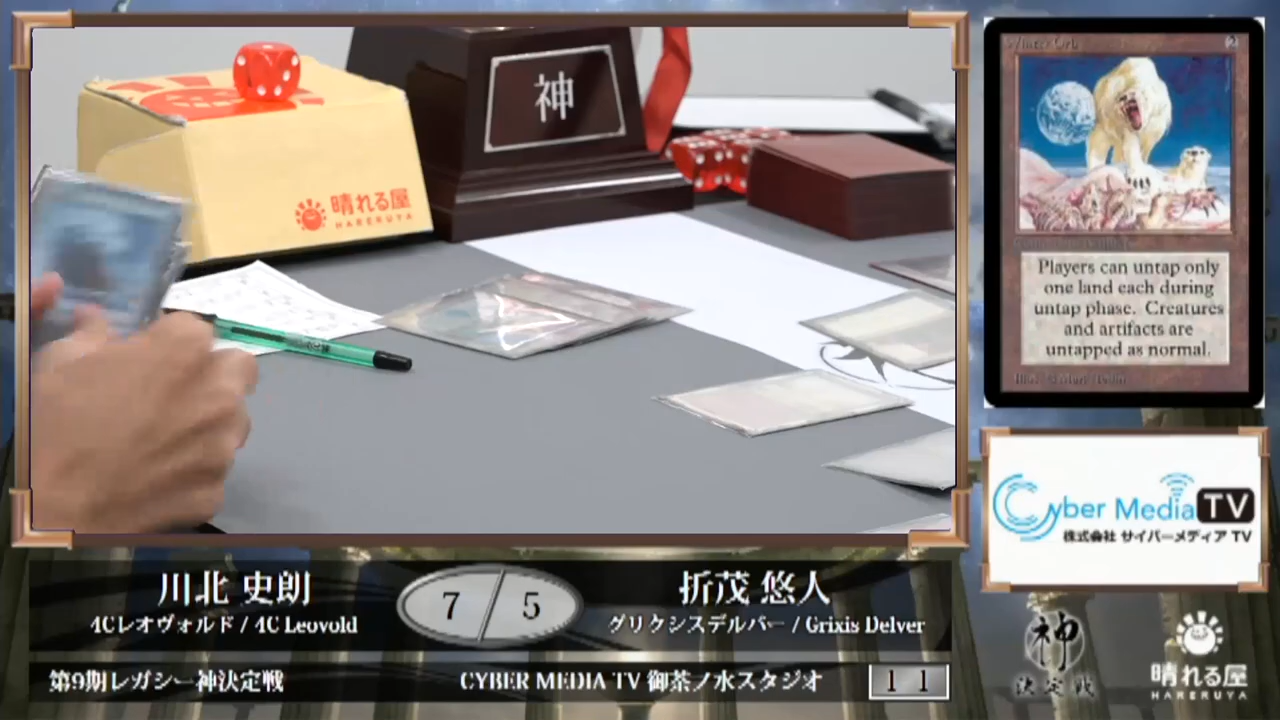 神
晴れる屋
HARERUYA
Winter Orb
2
Players can untap only
one land each during
untap phase. Creatures
and artifacts are
untapped as normal.
Cyber Media TV
株式会社 サイバーメディア TV
川北 史朗
4Cレオヴォルド / 4C Leovold
7 / 5
折茂 悠人
グリクシスデルバー / Grixis Delver
第9期レガシー神決定戦
CYBER MEDIA TV 御茶ノ水スタジオ
1 1
神
決定戦
晴れる屋
HARERUYA